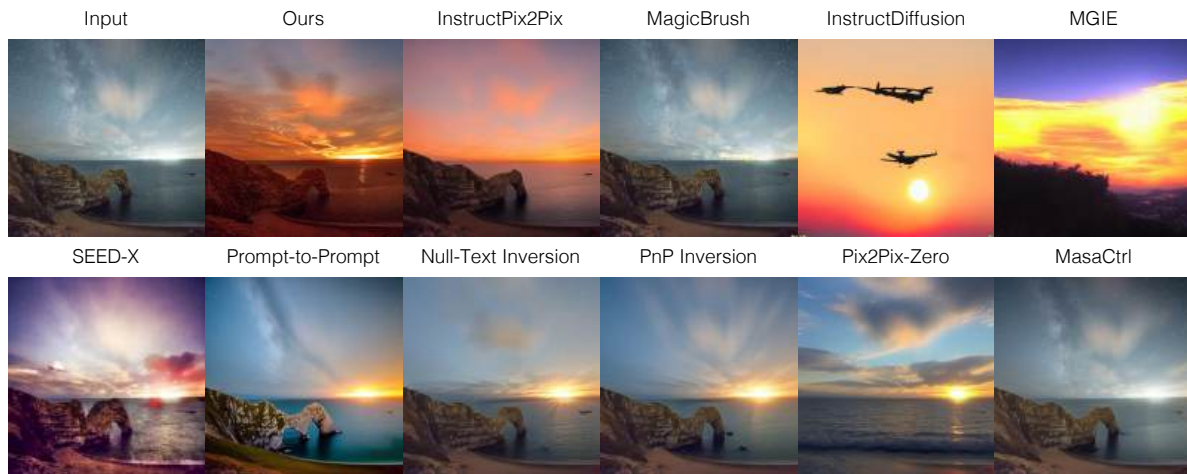 Input Ours InstructPix2Pix MagicBrush InstructDiffusion MGIE
SEED-X Prompt-to-Prompt Null-Text Inversion PnP Inversion Pix2Pix-Zero MasaCtrl